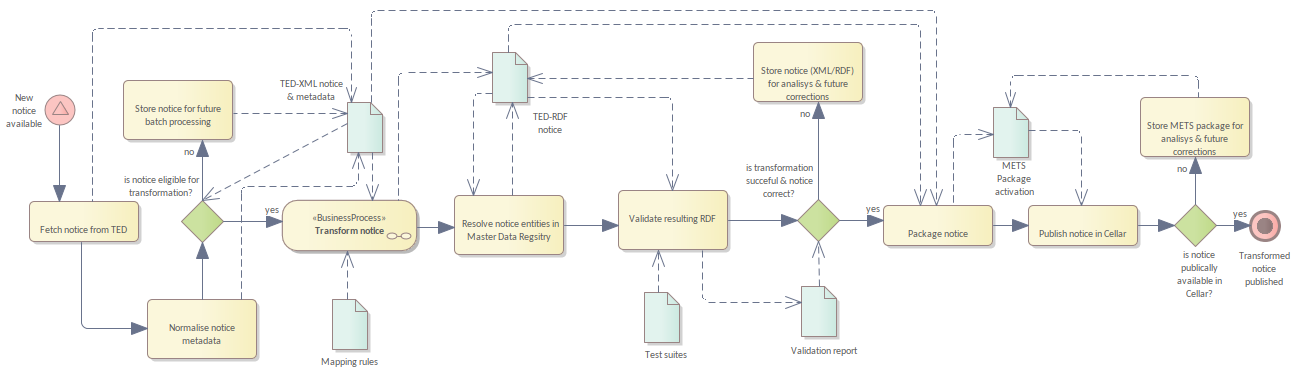 New
notice
available
Fetch notice from TED
Store notice for future
batch processing
no
is notice eligible for
transformation?
yes
Normalise notice
metadata
TED-XML notice
& metadata
«BusinessProcess»
Transform notice
Mapping rules
TED-RDF
notice
Resolve notice entities in
Master Data Regsitry
Validate resulting RDF
Test suites
Validation report
Store notice (XML/RDF)
for analisys & future
corrections
no
is transformation
succeful & notice
correct?
yes
Package notice
METS
Package
activation
Publish notice in Cellar
Store METS package for
analisys & future
corrections
no
yes
is notice
publically
available in
Cellar?
Transformed
notice
published